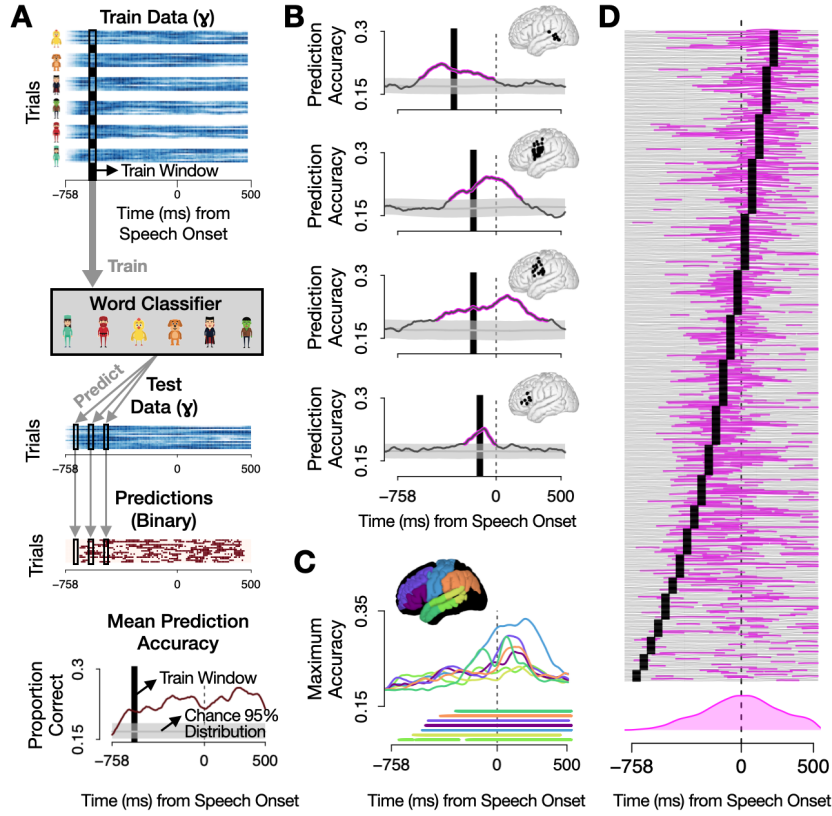 A
Train Data (ɣ)
Trials
Train Window
−758
0
500
Time (ms) from
Speech Onset
Train
Word Classifier
Predict
Test
Data (ɣ)
Trials
−758
0
500
Predictions
(Binary)
Trials
−758
0
500
Mean Prediction
Accuracy
Proportion
Correct
0.3
0.15
Train Window
Chance 95%
Distribution
−758
0
500
Time (ms) from Speech Onset
B
Prediction
Accuracy
0.3
0.15
Prediction
Accuracy
0.3
0.15
Prediction
Accuracy
0.3
0.15
Prediction
Accuracy
0.3
0.15
−758
0
500
Time (ms) from Speech Onset
C
Maximum
Accuracy
0.35
0.15
−758
0
500
Time (ms) from Speech Onset
D
−758
0
500
Time (ms) from Speech Onset